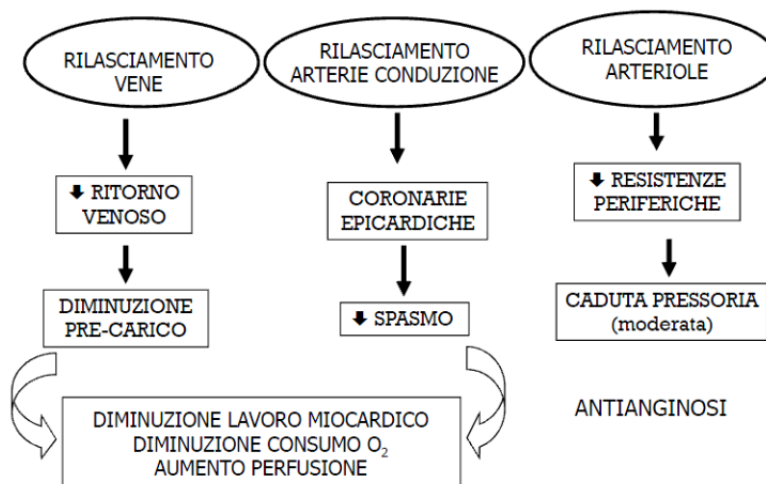 RILASCIAMENTO
VENE
RILASCIAMENTO
ARTERIE CONDUZIONE
RILASCIAMENTO
ARTERIOLE
🡇 RITORNO
VENOSO
CORONARIE
EPICARDICHE
🡇 RESISTENZE
PERIFERICHE
DIMINUZIONE
PRE-CARICO
🡇 SPASMO
CADUTA PRESSORIA
(moderata)
DIMINUZIONE LAVORO MIOCARDICO
DIMINUZIONE CONSUMO O₂
AUMENTO PERFUSIONE
ANTIANGINOSI